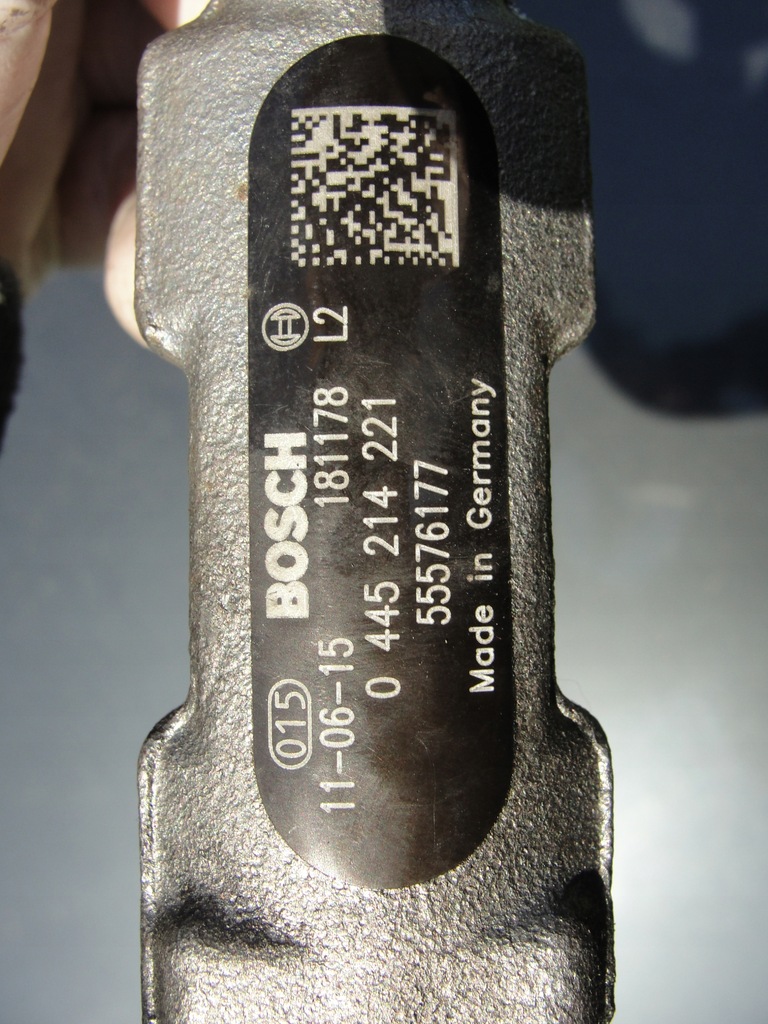 015 BOSCH
11-06-15 181178 L2
0 445 214 221
55576177
Made in Germany